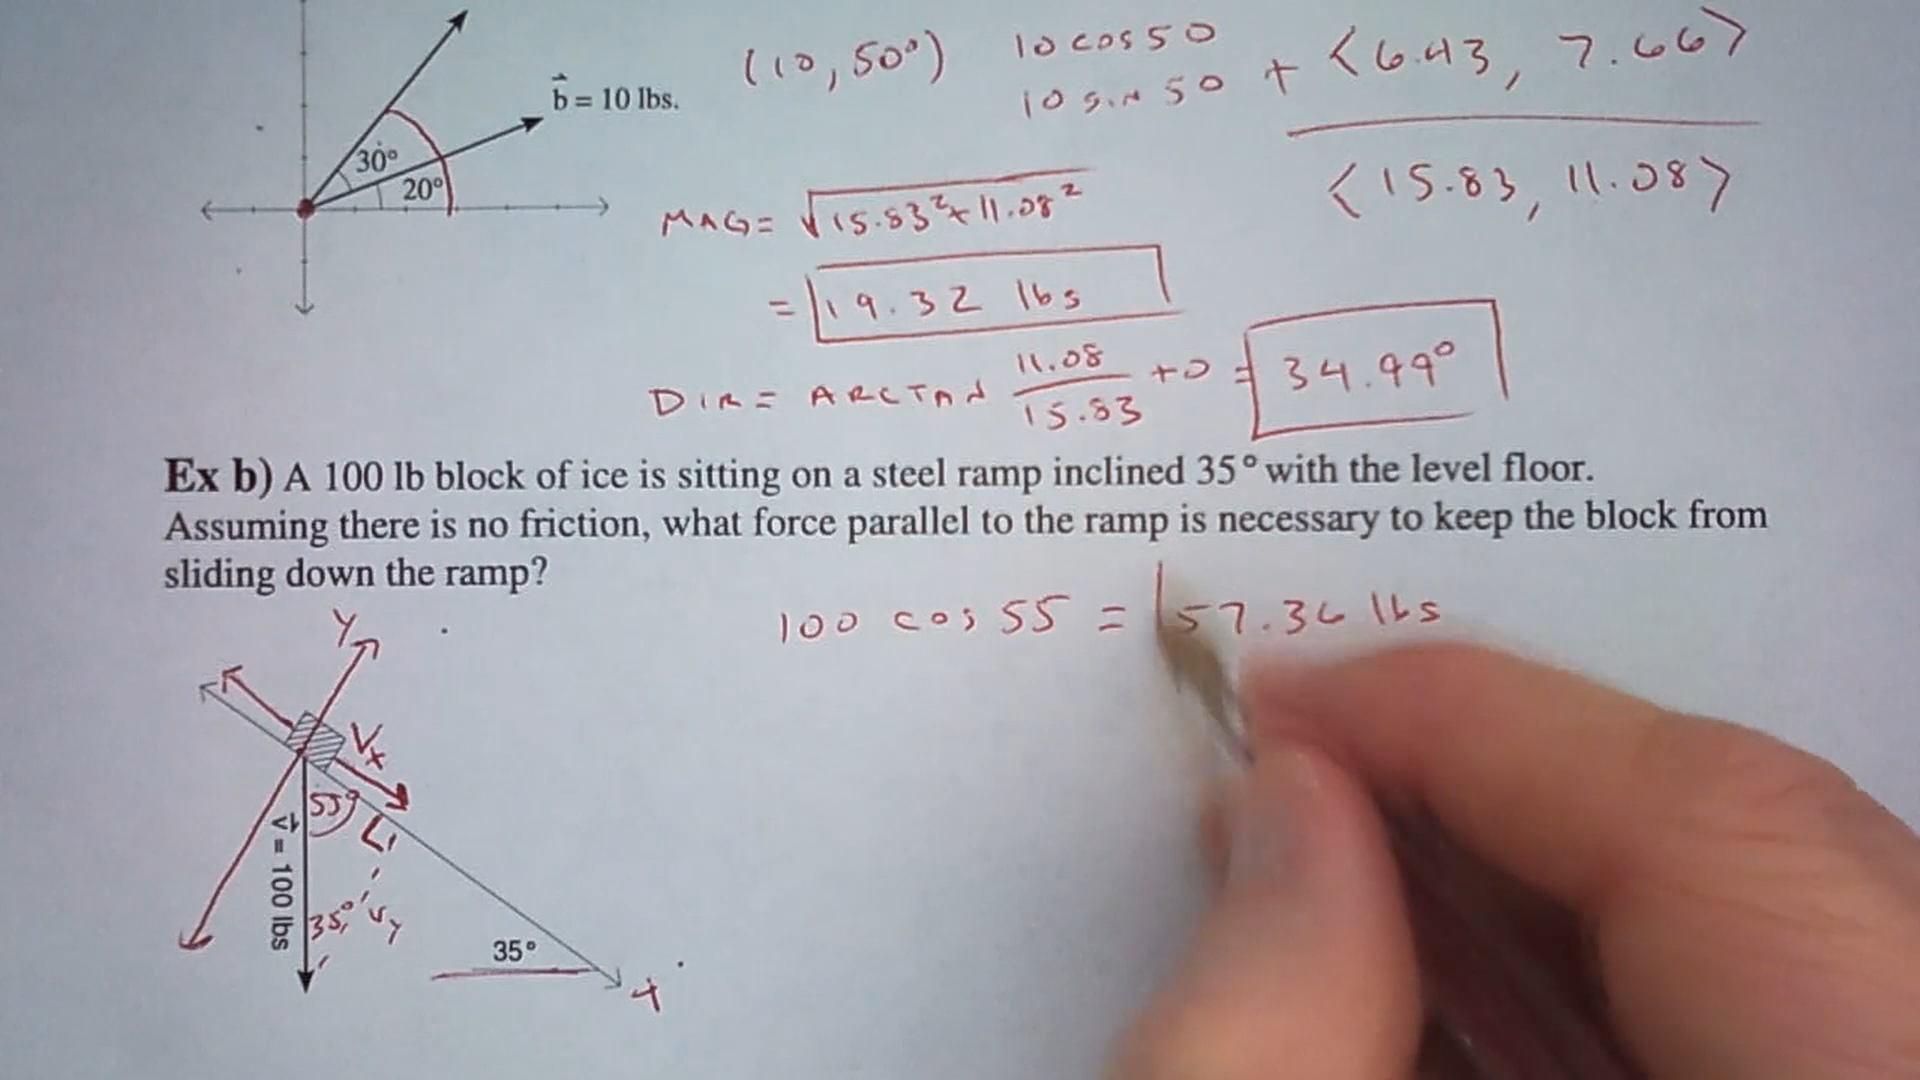 (10, 50°) 10 cos 50 + <6.43, 7.66>
b = 10 lbs. 10 sin 50
30°
20°
<15.83, 11.08>
MAG = √15.83² + 11.08²
= 19.32 lbs
DIR = ARCTAN 11.08/15.83 + 0 = 34.99°
Ex b) A 100 lb block of ice is sitting on a steel ramp inclined 35° with the level floor.
Assuming there is no friction, what force parallel to the ramp is necessary to keep the block from
sliding down the ramp?
100 cos 55 = 57.36 lbs
Y
Vx
55°
v = 100 lbs
35° Vy
35°
x